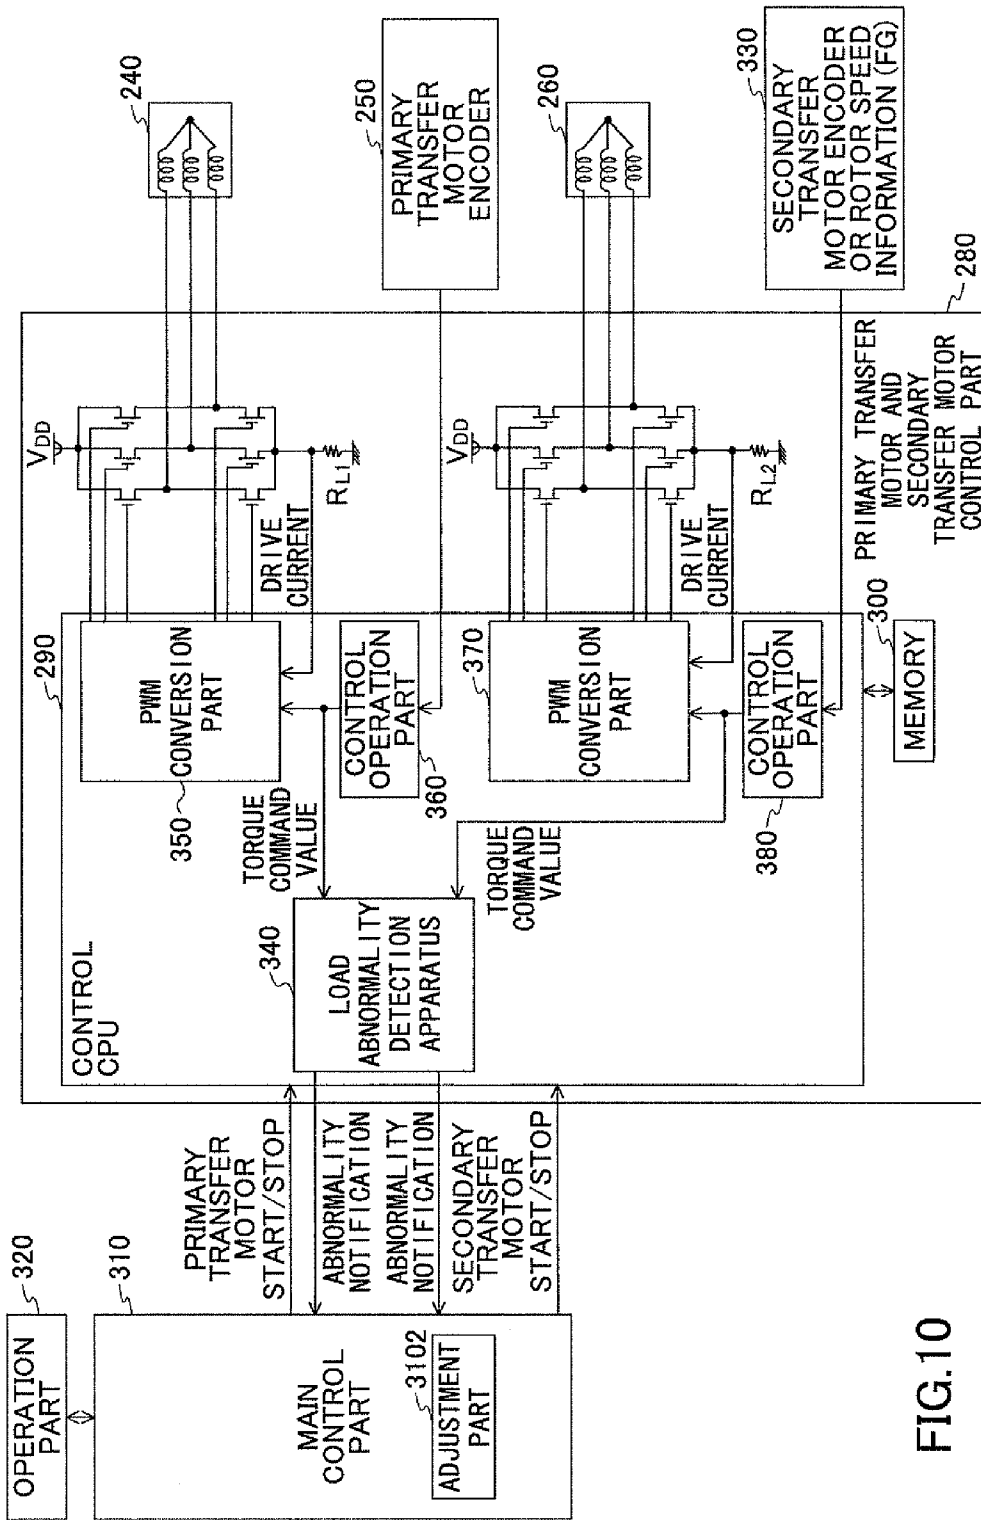 OPERATION
PART
320
MAIN
CONTROL
PART
310
ADJUSTMENT
PART
3102
PRIMARY
TRANSFER
MOTOR
START/STOP
ABNORMALITY
NOTIFICATION
ABNORMALITY
NOTIFICATION
SECONDARY
TRANSFER
MOTOR
START/STOP
CONTROL
CPU
290
LOAD
ABNORMALITY
DETECTION
APPARATUS
340
TORQUE
COMMAND
VALUE
TORQUE
COMMAND
VALUE
PWM
CONVERSION
PART
350
CONTROL
OPERATION
PART
360
PWM
CONVERSION
PART
370
CONTROL
OPERATION
PART
380
MEMORY
300
DRIVE
CURRENT
DRIVE
CURRENT
VDD
RL1
VDD
RL2
PRIMARY TRANSFER
MOTOR AND
SECONDARY
TRANSFER MOTOR
CONTROL PART
280
240
PRIMARY
TRANSFER
MOTOR
ENCODER
250
260
SECONDARY
TRANSFER
MOTOR ENCODER
OR ROTOR SPEED
INFORMATION (FG)
330
FIG.10